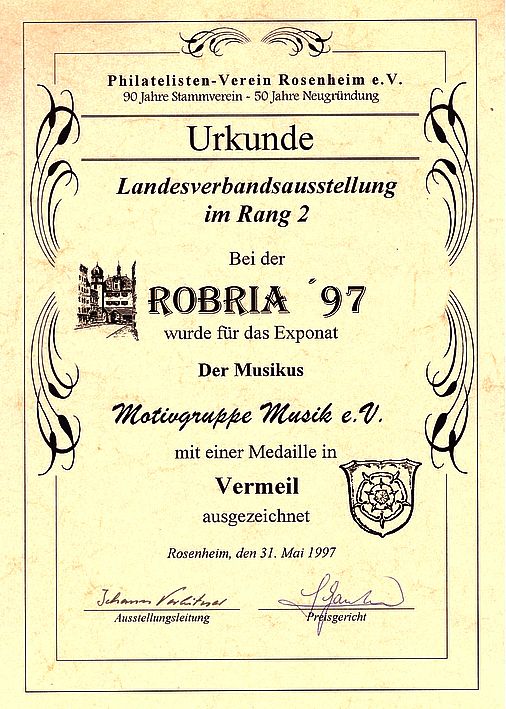 Philatelisten-Verein Rosenheim e.V.
90 Jahre Stammverein - 50 Jahre Neugründung
Urkunde
Landesverbandsausstellung
im Rang 2
Bei der
ROBRIA ´97
wurde für das Exponat
Der Musikus
Motivgruppe Musik e.V.
mit einer Medaille in
Vermeil
ausgezeichnet
Rosenheim, den 31. Mai 1997
Johann
Ausstellungsleitung
Preisgericht